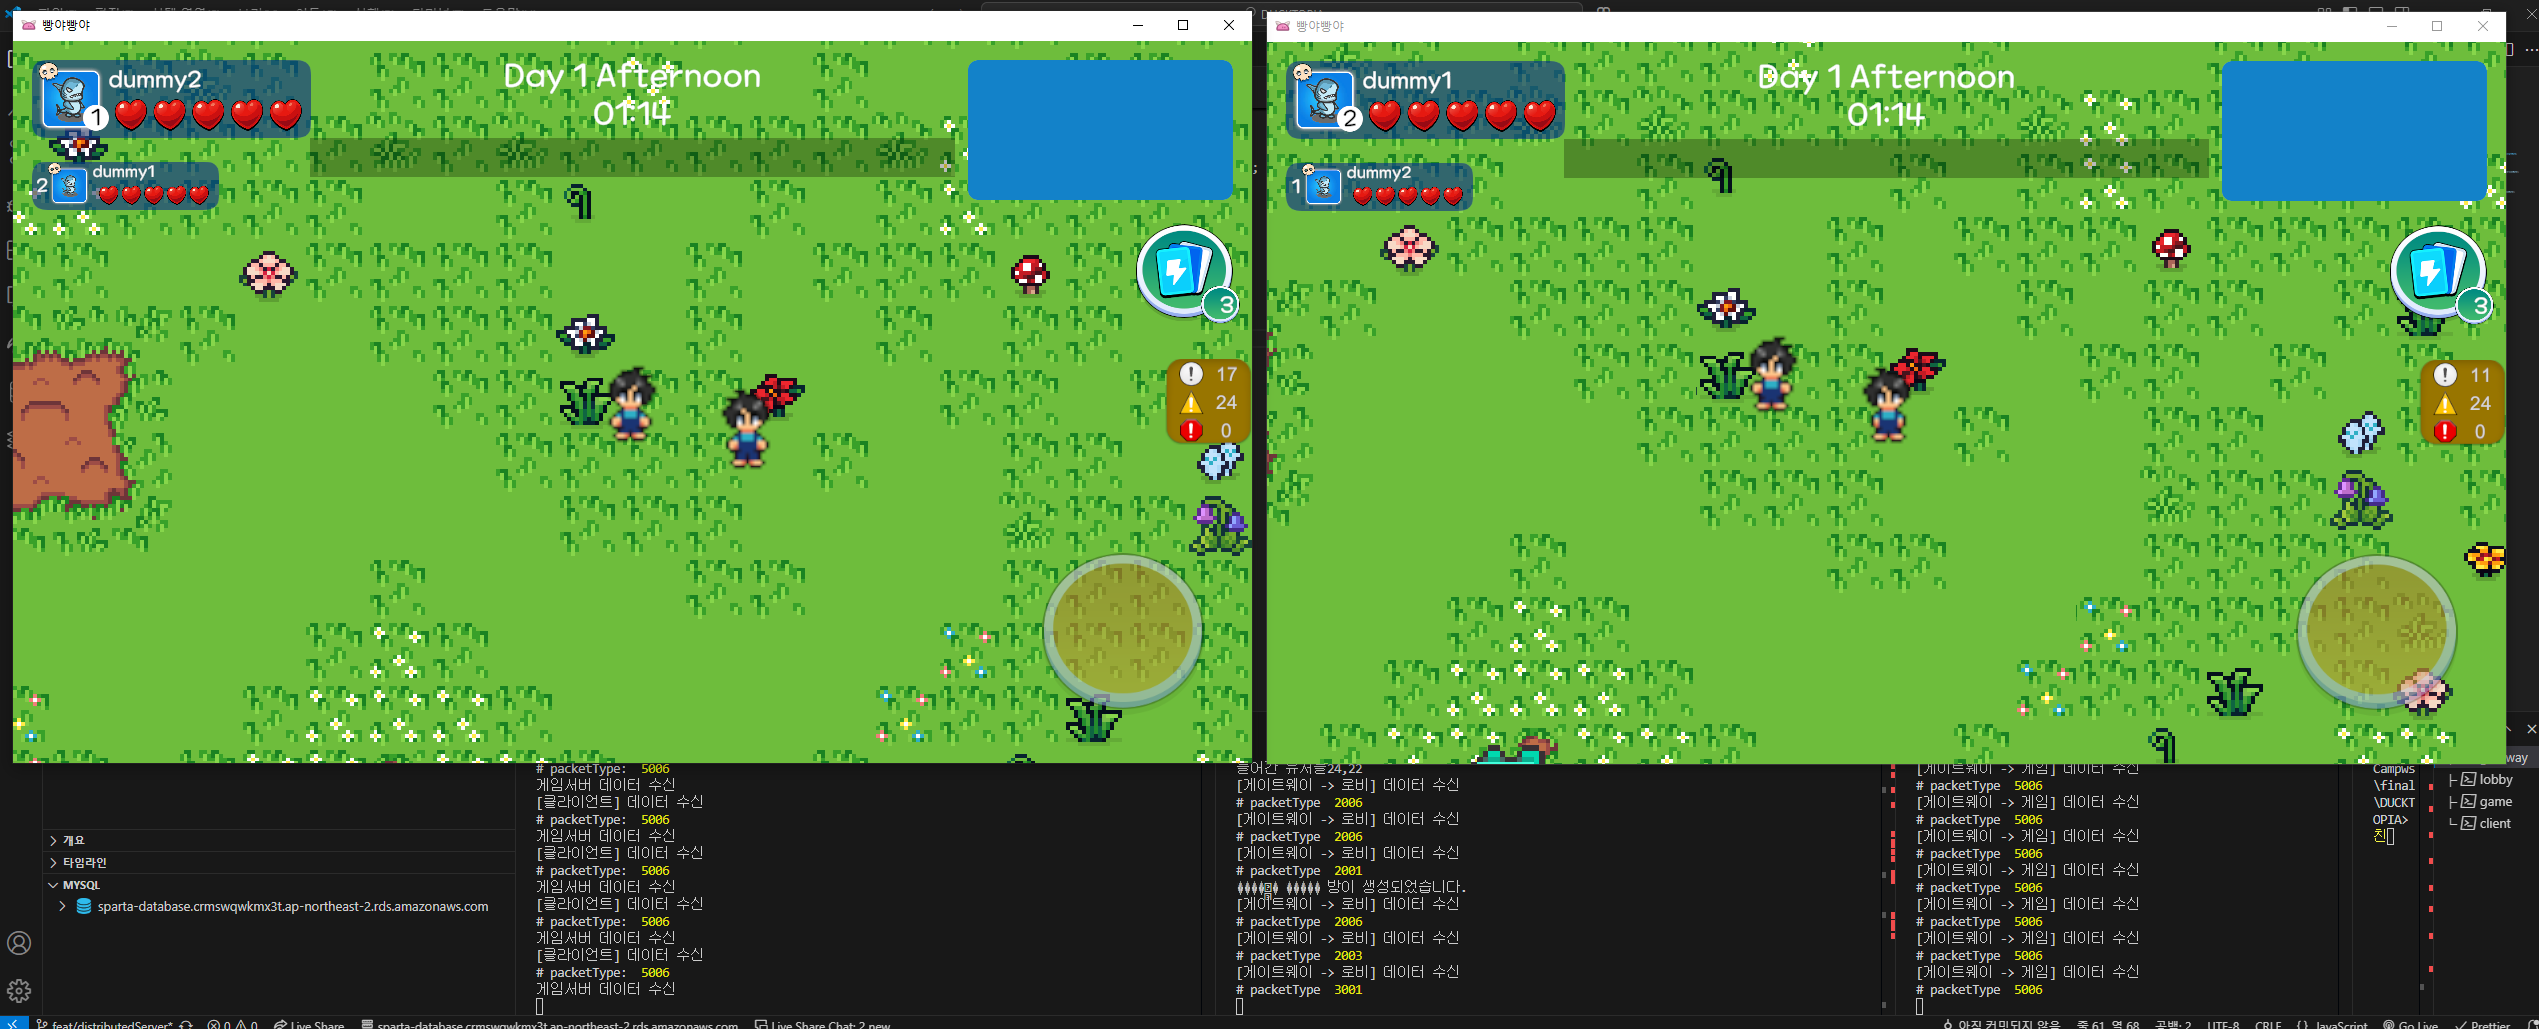 빵야빵야
빵야빵야
dummy2
1
2
dummy1
Day 1 Afternoon
01:14
3
17
24
0
dummy1
2
1
dummy2
Day 1 Afternoon
01:14
3
11
24
0
개요
타임라인
MYSQL
sparta-database.crmswqwkmx3t.ap-northeast-2.rds.amazonaws.com
# packetType: 5006
게임서버 데이터 수신
[클라이언트] 데이터 수신
# packetType: 5006
게임서버 데이터 수신
[클라이언트] 데이터 수신
# packetType: 5006
게임서버 데이터 수신
[클라이언트] 데이터 수신
# packetType: 5006
게임서버 데이터 수신
[클라이언트] 데이터 수신
# packetType: 5006
게임서버 데이터 수신
들어간 유저들24,22
[게이트웨이 -> 로비] 데이터 수신
# packetType 2006
[게이트웨이 -> 로비] 데이터 수신
# packetType 2006
[게이트웨이 -> 로비] 데이터 수신
# packetType 2001
방이 생성되었습니다.
[게이트웨이 -> 로비] 데이터 수신
# packetType 2006
[게이트웨이 -> 로비] 데이터 수신
# packetType 2003
[게이트웨이 -> 로비] 데이터 수신
# packetType 3001
[게이트웨이 -> 게임] 데이터 수신
# packetType 5006
[게이트웨이 -> 게임] 데이터 수신
# packetType 5006
[게이트웨이 -> 게임] 데이터 수신
# packetType 5006
[게이트웨이 -> 게임] 데이터 수신
# packetType 5006
[게이트웨이 -> 게임] 데이터 수신
# packetType 5006
[게이트웨이 -> 게임] 데이터 수신
# packetType 5006
[게이트웨이 -> 게임] 데이터 수신
# packetType 5006
Campws
\final
\DUCKT
OPIA>
친
way
lobby
game
client
feat/distributedServer* 0 0 Live Share sparta-database.crmswqwkmx3t.ap-northeast-2.rds.amazonaws.com Live Share Chat: 2 new
아직 커밋되지 않음 줄 61, 열 68 공백: 2 UTF-8 CRLF {} JavaScript Go Live Prettier